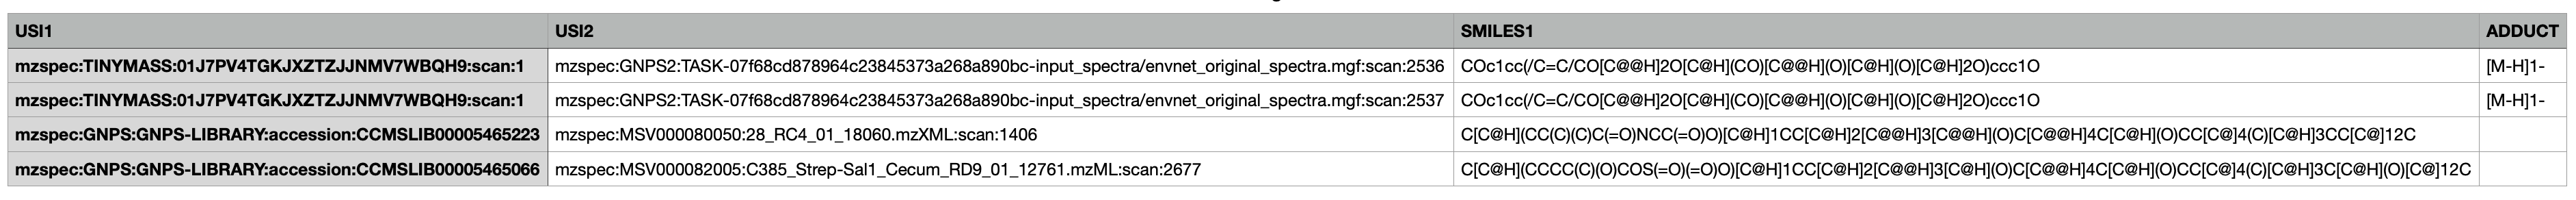 USI1 USI2 SMILES1 ADDUCT
mzspec:TINYMASS:01J7PV4TGKJXZTZJJNMV7WBQH9:scan:1 mzspec:GNPS2:TASK-07f68cd878964c23845373a268a890bc-input_spectra/envnet_original_spectra.mgf:scan:2536 COc1cc(/C=C/CO[C@@H]2O[C@H](CO)[C@@H](O)[C@H](O)[C@H]2O)ccc1O [M-H]1-
mzspec:TINYMASS:01J7PV4TGKJXZTZJJNMV7WBQH9:scan:1 mzspec:GNPS2:TASK-07f68cd878964c23845373a268a890bc-input_spectra/envnet_original_spectra.mgf:scan:2537 COc1cc(/C=C/CO[C@@H]2O[C@H](CO)[C@@H](O)[C@H](O)[C@H]2O)ccc1O [M-H]1-
mzspec:GNPS:GNPS-LIBRARY:accession:CCMSLIB00005465223 mzspec:MSV000080050:28_RC4_01_18060.mzXML:scan:1406 C[C@H](CC(C)(C)C(=O)NCC(=O)O)[C@H]1CC[C@H]2[C@@H]3[C@@H](O)C[C@@H]4C[C@H](O)CC[C@]4(C)[C@H]3CC[C@]12C
mzspec:GNPS:GNPS-LIBRARY:accession:CCMSLIB00005465066 mzspec:MSV000082005:C385_Strep-Sal1_Cecum_RD9_01_12761.mzML:scan:2677 C[C@H](CCCC(C)(O)COS(=O)(=O)O)[C@H]1CC[C@H]2[C@@H]3[C@H](O)C[C@@H]4C[C@H](O)CC[C@]4(C)[C@H]3C[C@H](O)[C@]12C